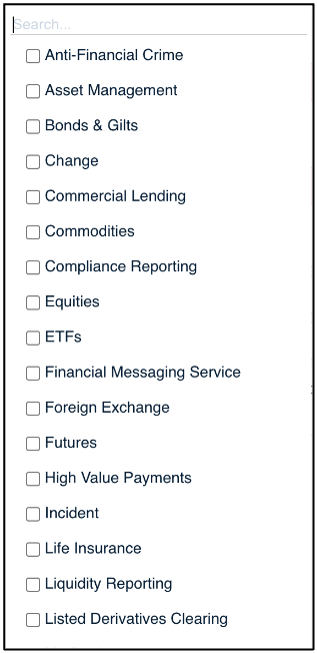 Search...
Anti-Financial Crime
Asset Management
Bonds & Gilts
Change
Commercial Lending
Commodities
Compliance Reporting
Equities
ETFs
Financial Messaging Service
Foreign Exchange
Futures
High Value Payments
Incident
Life Insurance
Liquidity Reporting
Listed Derivatives Clearing